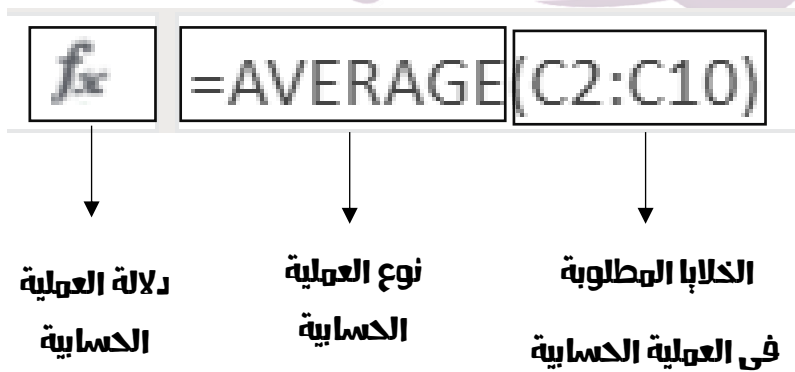 fx =AVERAGE(C2:C10)
دلالة العملية
الحسابية
نوع العملية
الحسابية
الخلايا المطلوبة
فى العملية الحسابية